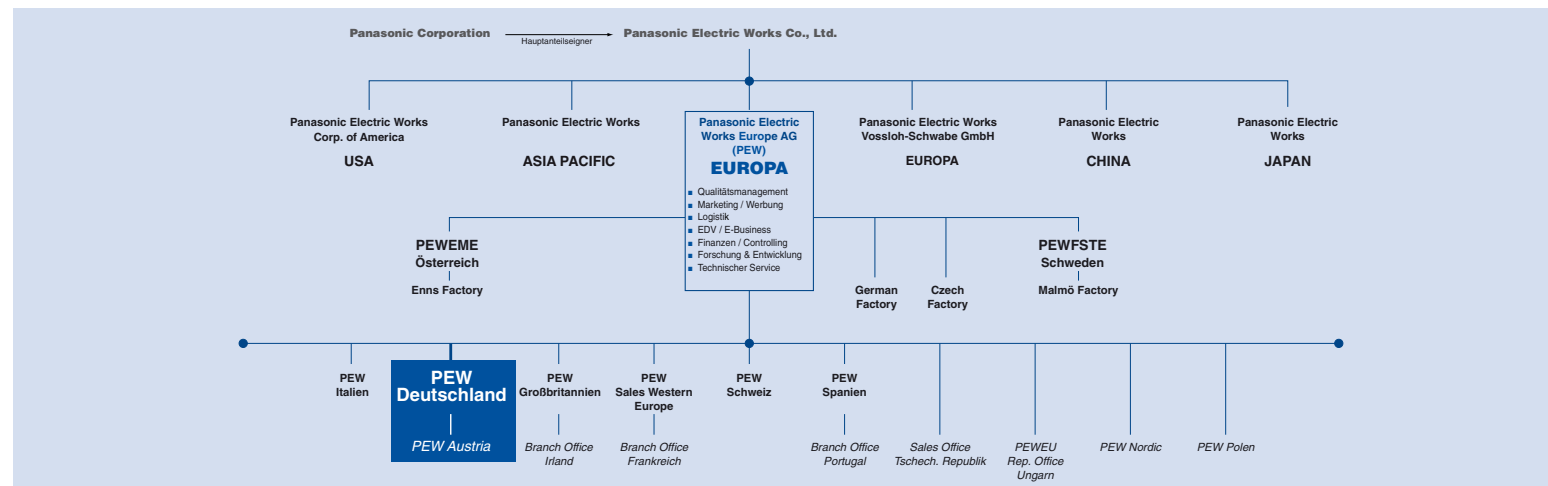 Panasonic Corporation
Hauptanteilseigner
Panasonic Electric Works Co., Ltd.
Panasonic Electric Works
Corp. of America
USA
Panasonic Electric Works
ASIA PACIFIC
Panasonic Electric
Works Europe AG
(PEW)
EUROPA
Qualitätsmanagement
Marketing / Werbung
Logistik
EDV / E-Business
Finanzen / Controlling
Forschung & Entwicklung
Technischer Service
Panasonic Electric Works
Vossloh-Schwabe GmbH
EUROPA
Panasonic Electric
Works
CHINA
Panasonic Electric
Works
JAPAN
PEWEME
Österreich
Enns Factory
German
Factory
Czech
Factory
PEWFSTE
Schweden
Malmö Factory
PEW
Italien
PEW
Deutschland
PEW Austria
PEW
Großbritannien
Branch Office
Irland
PEW
Sales Western
Europe
Branch Office
Frankreich
PEW
Schweiz
PEW
Spanien
Branch Office
Portugal
Sales Office
Tschech. Republik
PEWEU
Rep. Office
Ungarn
PEW Nordic
PEW Polen